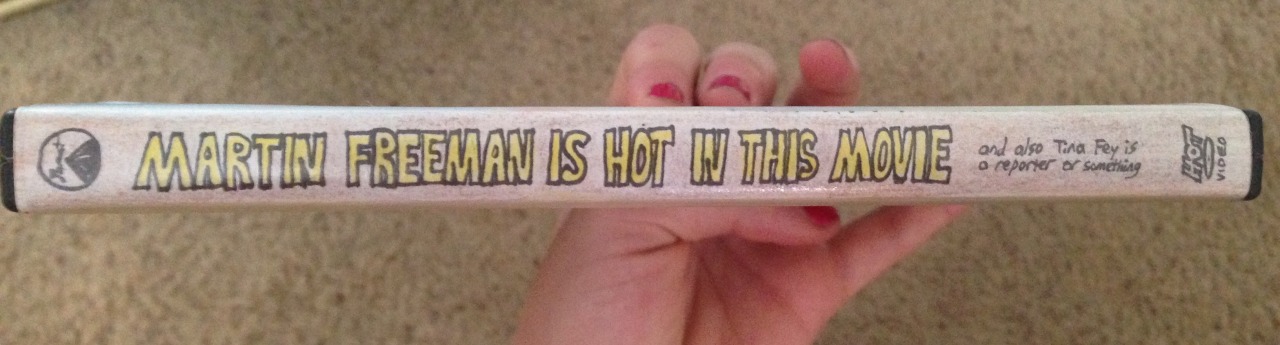 MARTIN FREEMAN IS HOT IN THIS MOVIE
and also Tina Fey is
a reporter or something
VIDEO